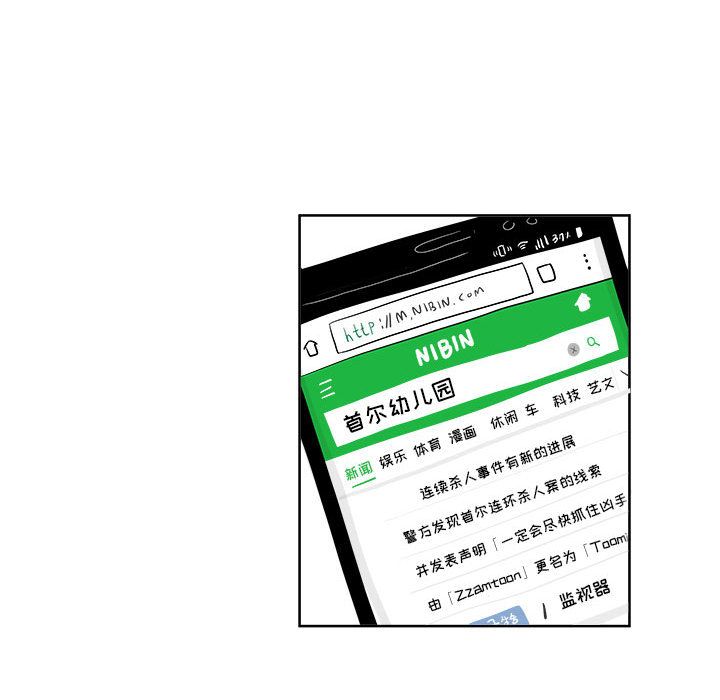 37%
http://M.NIBIN.com
NIBIN
首尔幼儿园
新闻 娱乐 体育 漫画 休闲 车 科技 艺文
连续杀人事件有新的进展
警方发现首尔连环杀人案的线索
并发表声明「一定会尽快抓住凶手
由「Zzamtoon」更名为「Toomi
监视器